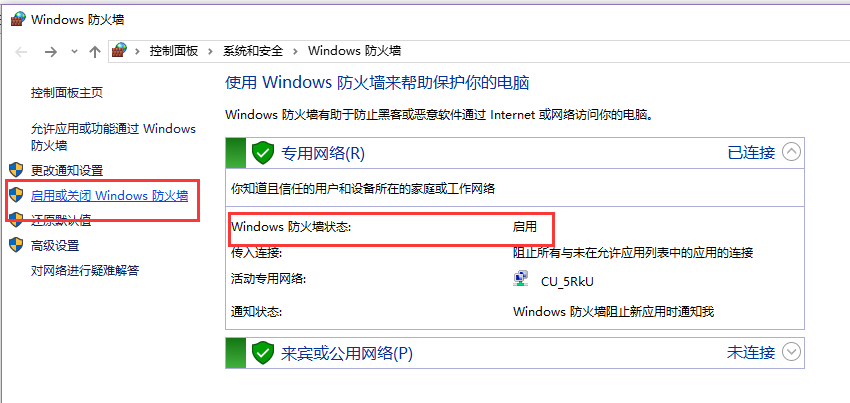 Windows 防火墙
控制面板 › 系统和安全 › Windows 防火墙
控制面板主页
允许应用或功能通过 Windows
防火墙
更改通知设置
启用或关闭 Windows 防火墙
还原默认值
高级设置
对网络进行疑难解答
使用 Windows 防火墙来帮助保护你的电脑
Windows 防火墙有助于防止黑客或恶意软件通过 Internet 或网络访问你的电脑。
专用网络(R) 已连接
你知道且信任的用户和设备所在的家庭或工作网络
Windows 防火墙状态: 启用
传入连接: 阻止所有与未在允许应用列表中的应用的连接
活动专用网络: CU_5RkU
通知状态: Windows 防火墙阻止新应用时通知我
来宾或公用网络(P) 未连接